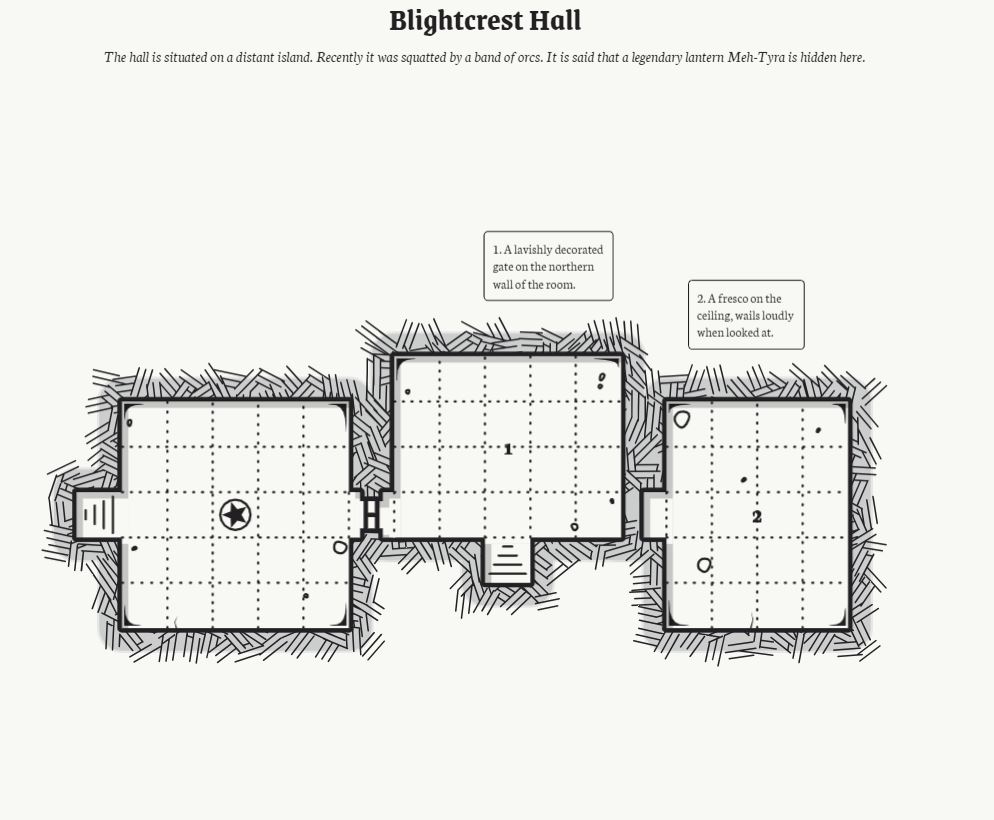 Blightcrest Hall
The hall is situated on a distant island. Recently it was squatted by a band of orcs. It is said that a legendary lantern Meh-Tyra is hidden here.
1. A lavishly decorated
gate on the northern
wall of the room.
2. A fresco on the
ceiling, wails loudly
when looked at.
1
2